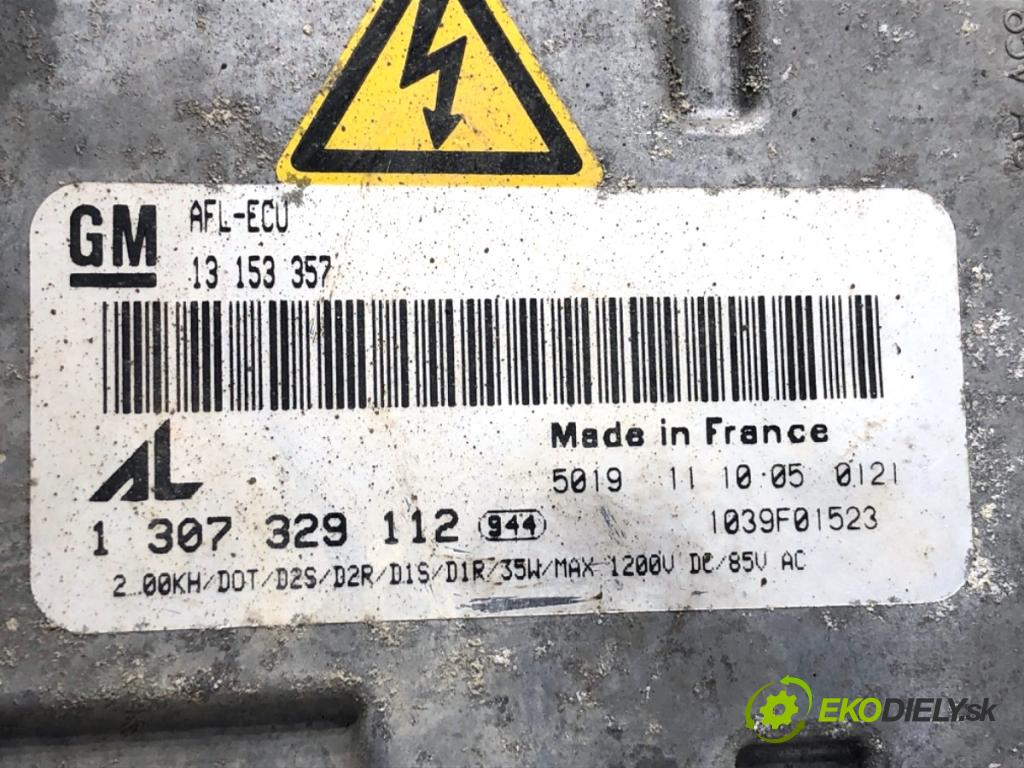 GM AFL-ECU
13 153 357
AL
Made in France
5019 11 10·05 0121
1 307 329 112 944 1039F01523
2.00KH/DOT/D2S/D2R/D1S/D1R/35W/MAX 1200V DC/85V AC
EKODIELY.sk